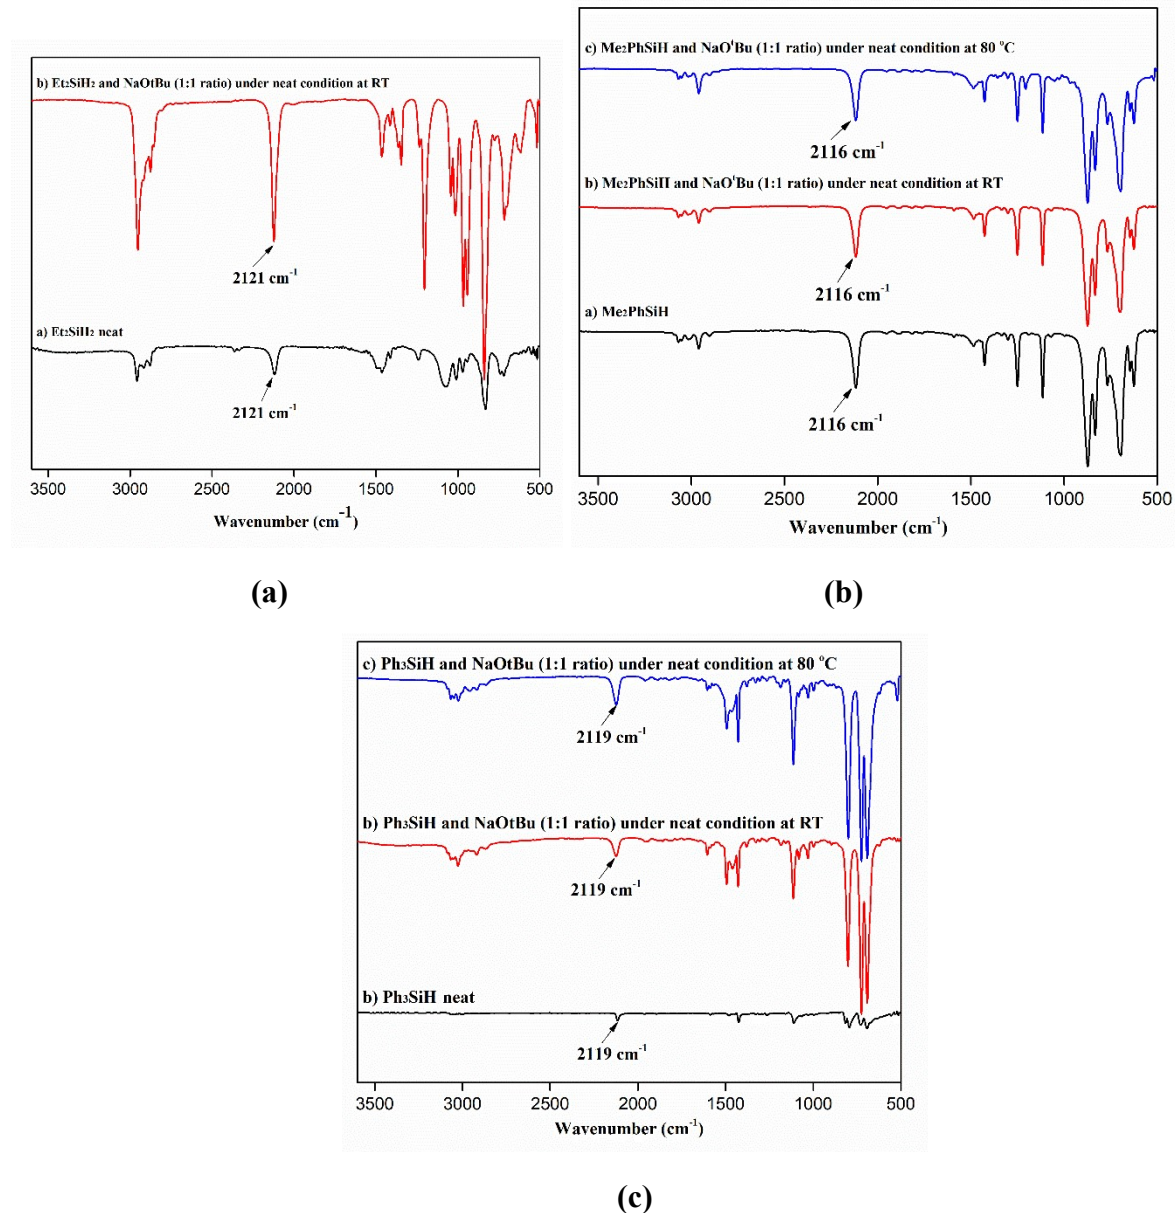 b) Et₂SiH₂ and NaOtBu (1:1 ratio) under neat condition at RT
2121 cm⁻¹
a) Et₂SiH₂ neat
2121 cm⁻¹
3500 3000 2500 2000 1500 1000 500
Wavenumber (cm⁻¹)
(a)
c) Me₂PhSiH and NaOᵗBu (1:1 ratio) under neat condition at 80 °C
2116 cm⁻¹
b) Me₂PhSiH and NaOᵗBu (1:1 ratio) under neat condition at RT
2116 cm⁻¹
a) Me₂PhSiH
2116 cm⁻¹
3500 3000 2500 2000 1500 1000 500
Wavenumber (cm⁻¹)
(b)
c) Ph₃SiH and NaOtBu (1:1 ratio) under neat condition at 80 °C
2119 cm⁻¹
b) Ph₃SiH and NaOtBu (1:1 ratio) under neat condition at RT
2119 cm⁻¹
b) Ph₃SiH neat
2119 cm⁻¹
3500 3000 2500 2000 1500 1000 500
Wavenumber (cm⁻¹)
(c)